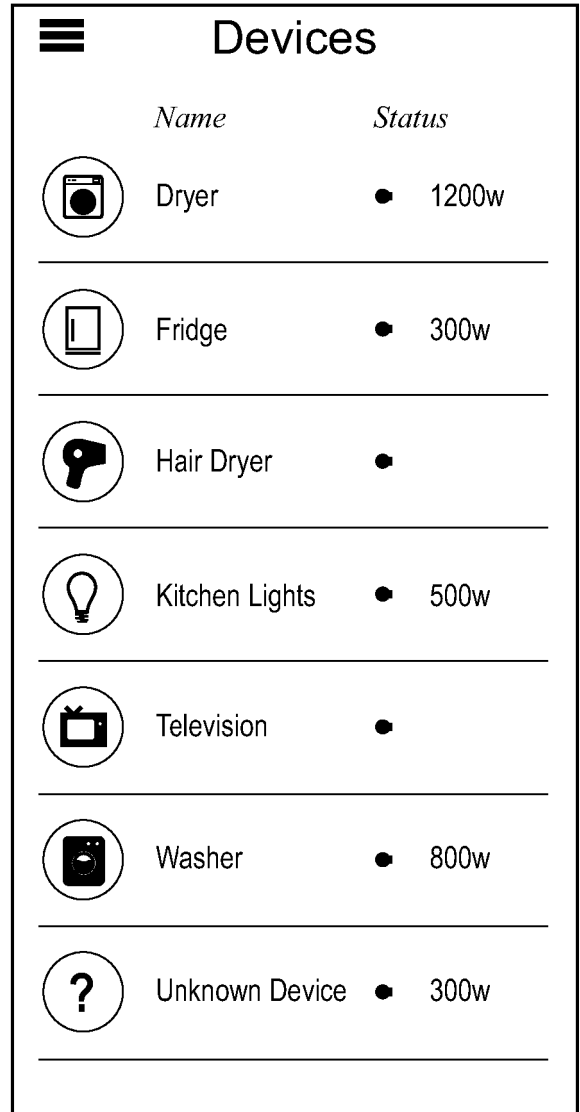 Devices
Name Status
Dryer 1200w
Fridge 300w
Hair Dryer
Kitchen Lights 500w
Television
Washer 800w
? Unknown Device 300w